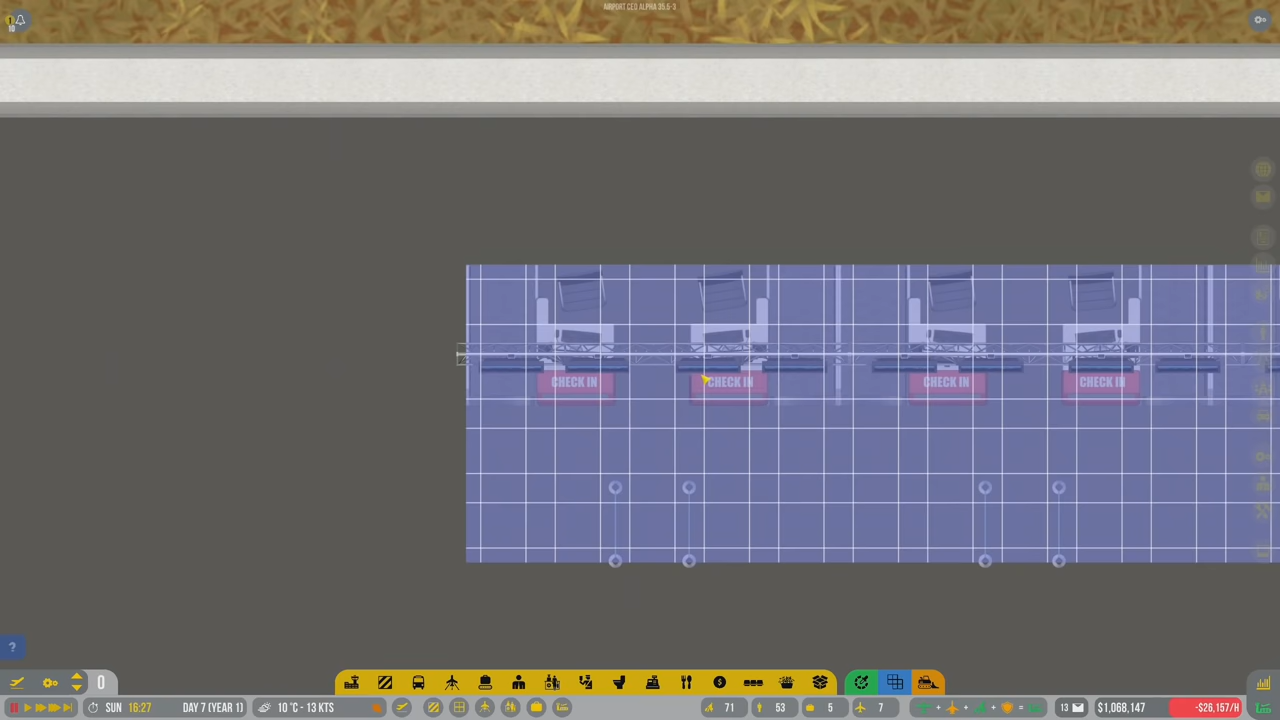 AIRPORT CEO ALPHA 35.5-3
10
CHECK IN
CHECK IN
CHECK IN
CHECK IN
?
0
SUN 16:27 DAY 7 (YEAR 1) 10°C - 13 KTS 71 53 5 7 13 $1,068,147 -$26,157/H